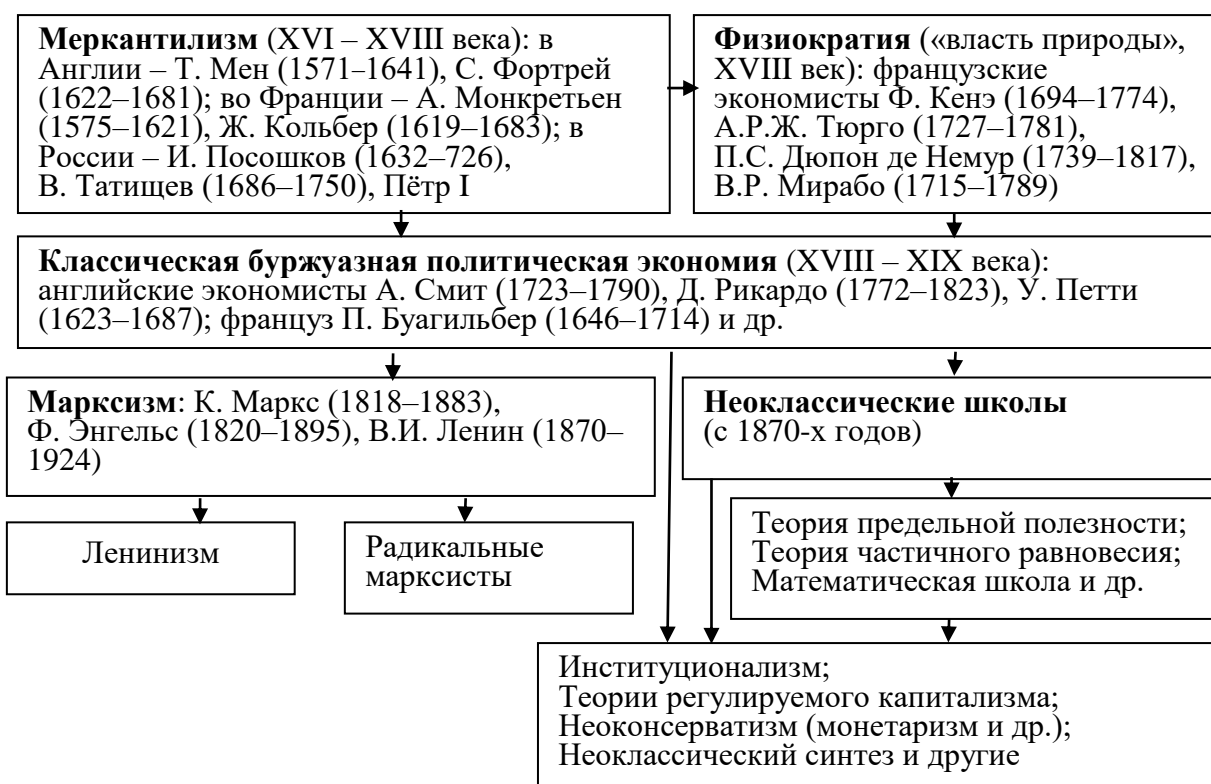 Меркантилизм (XVI – XVIII века): в
Англии – Т. Мен (1571–1641), С. Фортрей
(1622–1681); во Франции – А. Монкретьен
(1575–1621), Ж. Кольбер (1619–1683); в
России – И. Посошков (1632–726),
В. Татищев (1686–1750), Пётр I
Физиократия («власть природы»,
XVIII век): французские
экономисты Ф. Кенэ (1694–1774),
А.Р.Ж. Тюрго (1727–1781),
П.С. Дюпон де Немур (1739–1817),
В.Р. Мирабо (1715–1789)
Классическая буржуазная политическая экономия (XVIII – XIX века):
английские экономисты А. Смит (1723–1790), Д. Рикардо (1772–1823), У. Петти
(1623–1687); француз П. Буагильбер (1646–1714) и др.
Марксизм: К. Маркс (1818–1883),
Ф. Энгельс (1820–1895), В.И. Ленин (1870–
1924)
Неоклассические школы
(с 1870-х годов)
Ленинизм
Радикальные
марксисты
Теория предельной полезности;
Теория частичного равновесия;
Математическая школа и др.
Институционализм;
Теории регулируемого капитализма;
Неоконсерватизм (монетаризм и др.);
Неоклассический синтез и другие